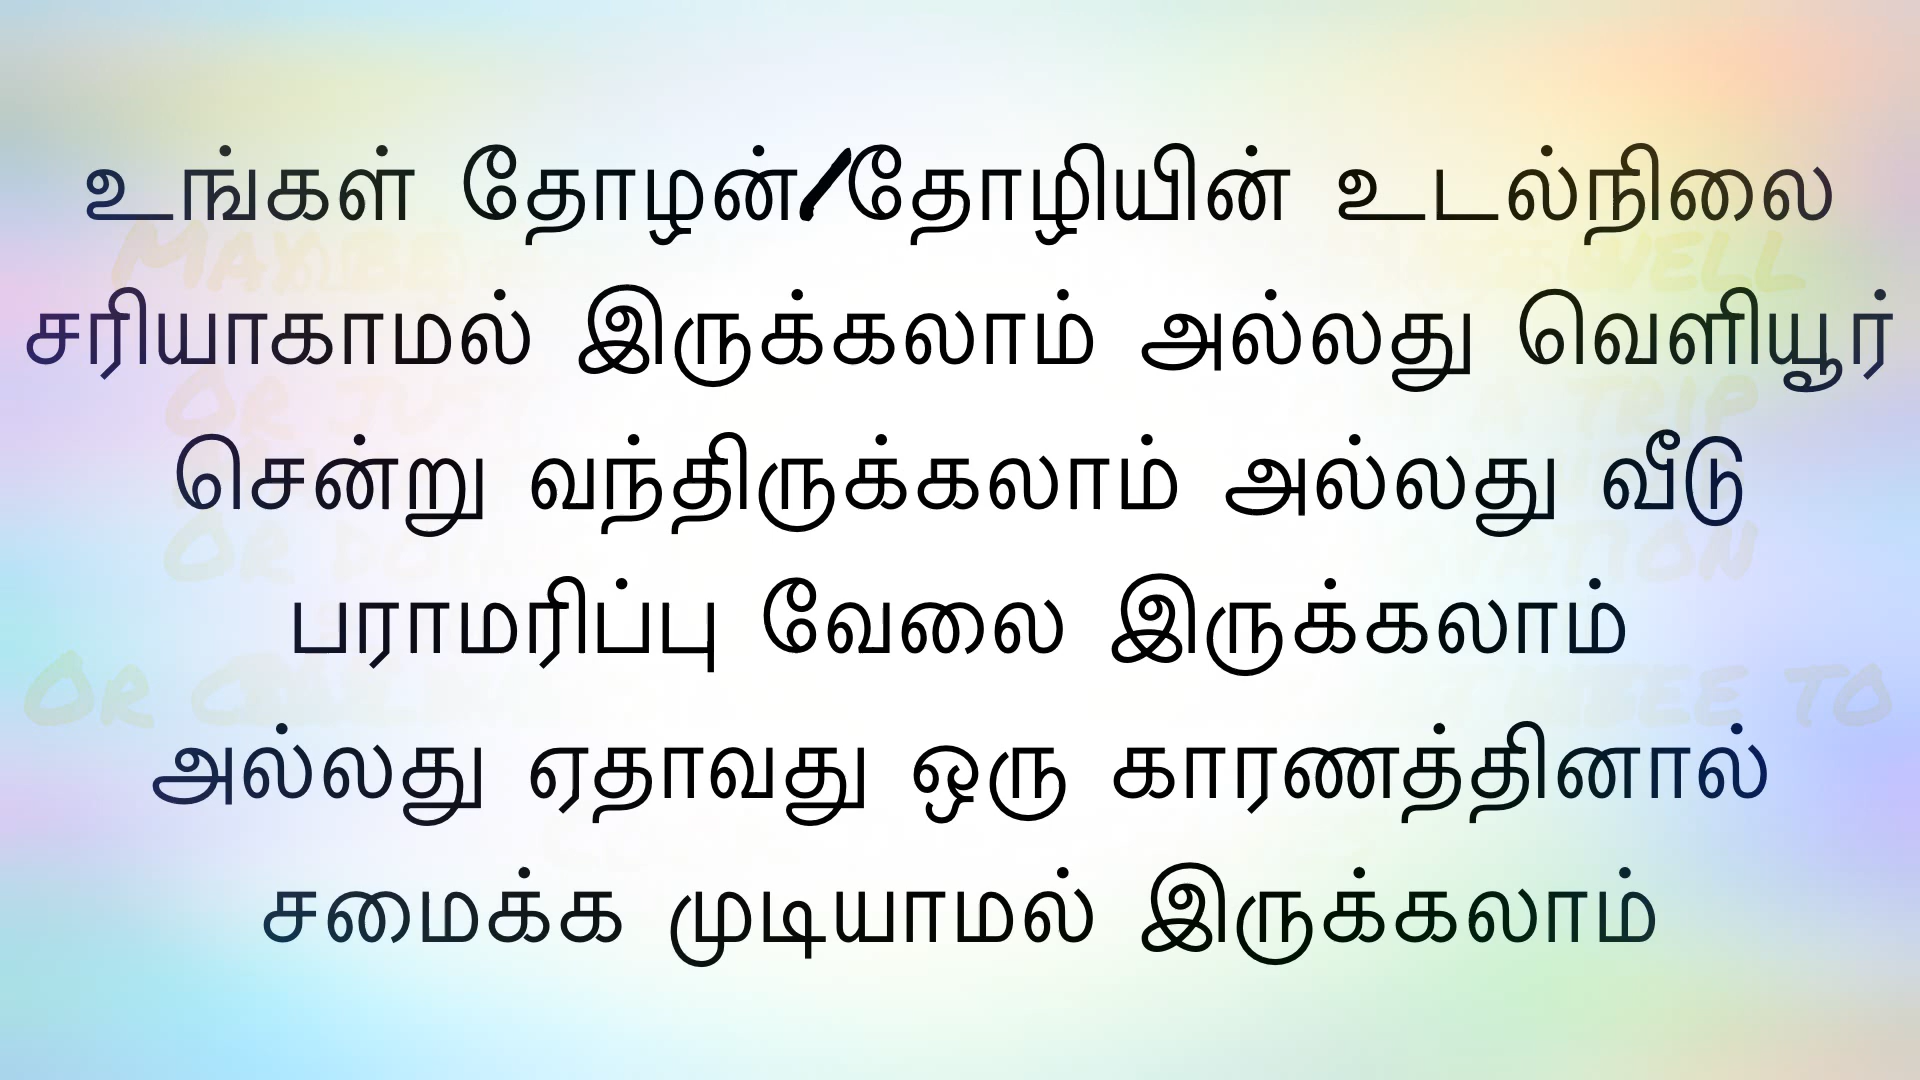 உங்கள் தோழன்/தோழியின் உடல்நிலை
சரியாகாமல் இருக்கலாம் அல்லது வெளியூர்
சென்று வந்திருக்கலாம் அல்லது வீடு
பராமரிப்பு வேலை இருக்கலாம்
அல்லது ஏதாவது ஒரு காரணத்தினால்
சமைக்க முடியாமல் இருக்கலாம்